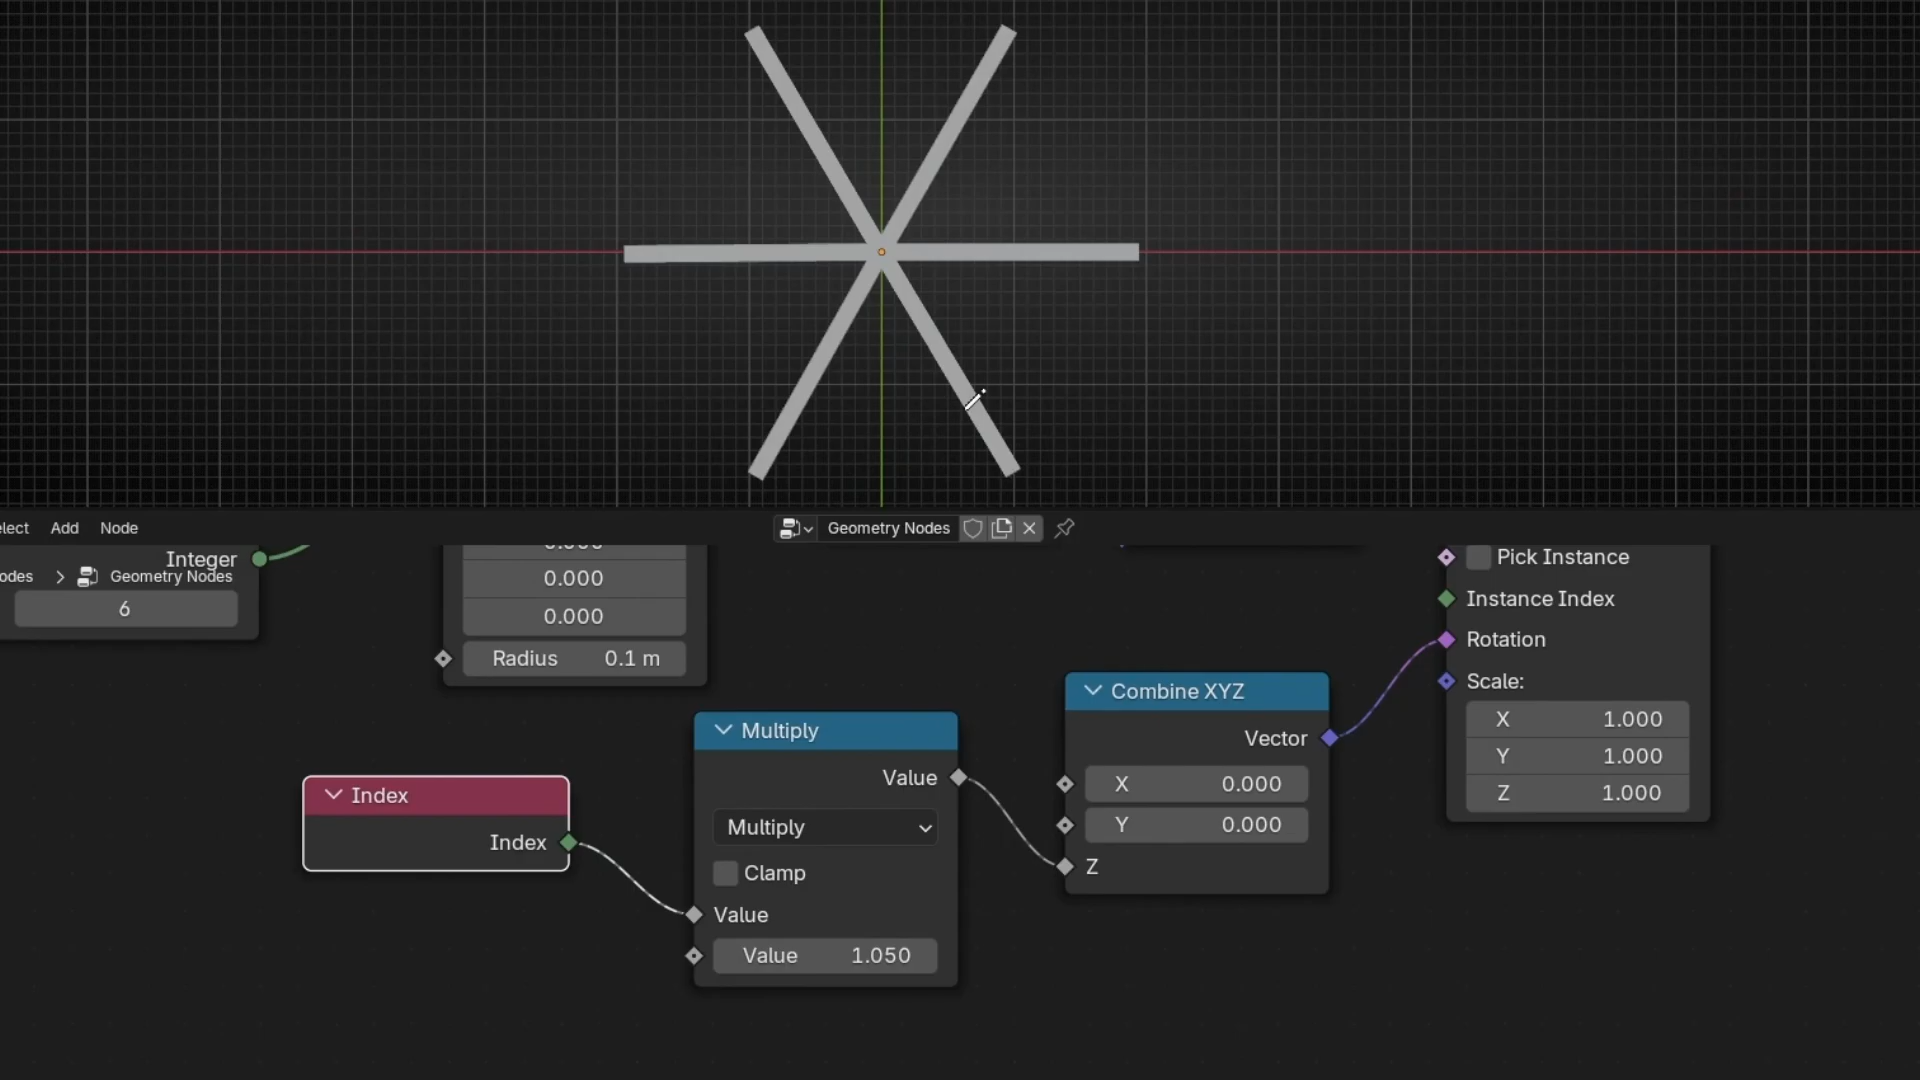 elect Add Node
Geometry Nodes
Integer
odes > Geometry Nodes
6
0.000
0.000
Radius 0.1 m
Pick Instance
Instance Index
Rotation
Scale:
X 1.000
Y 1.000
Z 1.000
Combine XYZ
Vector
X 0.000
Y 0.000
Z
Multiply
Value
Multiply
Clamp
Value
Value 1.050
Index
Index